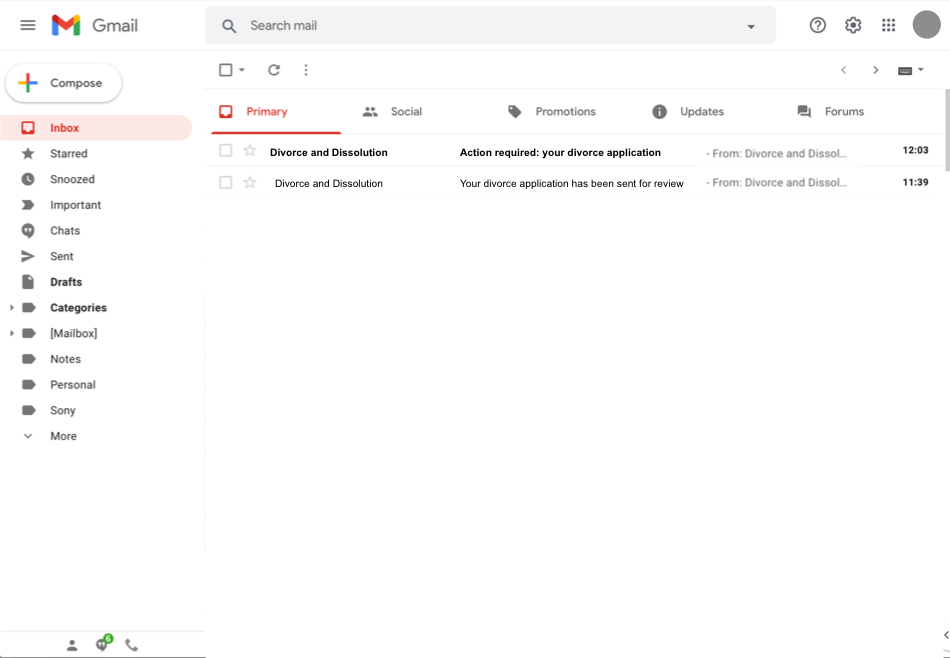 Gmail
Search mail
Compose
Inbox
Starred
Snoozed
Important
Chats
Sent
Drafts
Categories
[Mailbox]
Notes
Personal
Sony
More
6
Primary Social Promotions Updates Forums
Divorce and Dissolution Action required: your divorce application - From: Divorce and Dissol... 12:03
Divorce and Dissolution Your divorce application has been sent for review - From: Divorce and Dissol... 11:39